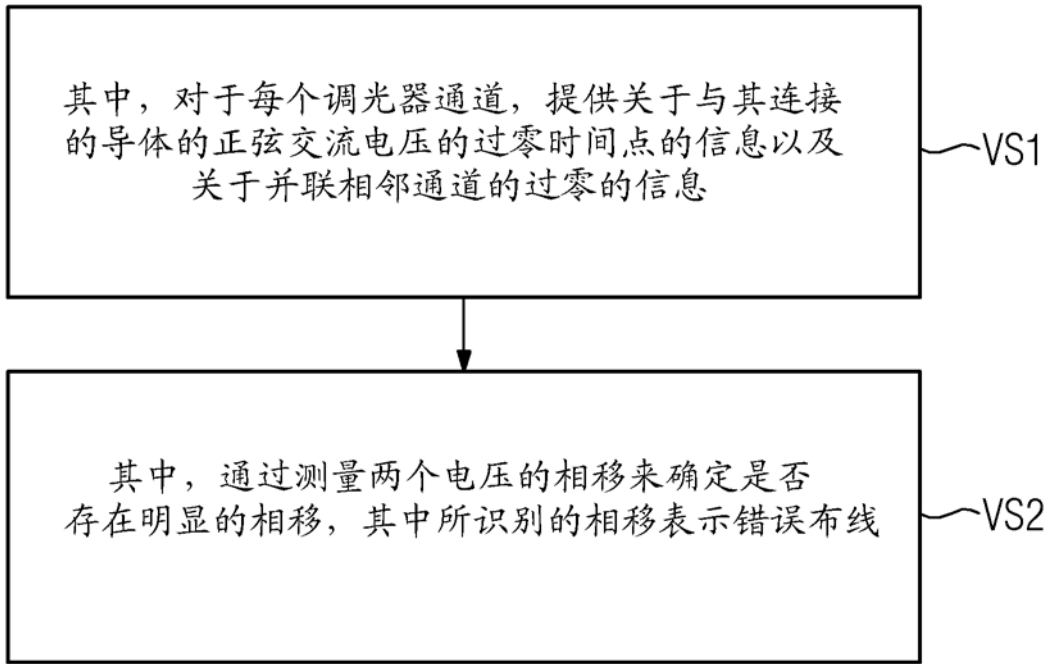 其中，对于每个调光器通道，提供关于与其连接
的导体的正弦交流电压的过零时间点的信息以及
关于并联相邻通道的过零的信息
VS1
其中，通过测量两个电压的相移来确定是否
存在明显的相移，其中所识别的相移表示错误布线
VS2